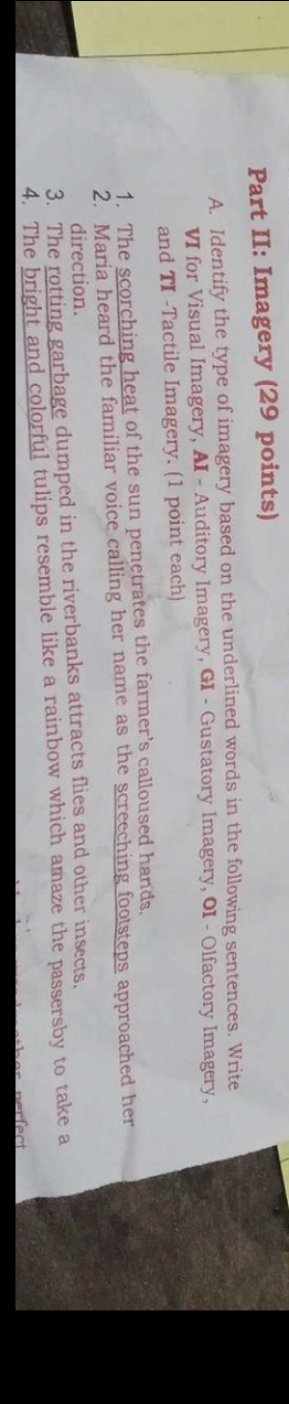 Part II: Imagery (29 points)
A. Identify the type of imagery based on the underlined words in the following sentences. Write
VI for Visual Imagery, AI - Auditory Imagery, GI - Gustatory Imagery, OI - Olfactory Imagery,
and TI -Tactile Imagery. (1 point each)
1. The scorching heat of the sun penetrates the farmer's calloused hands.
2. Maria heard the familiar voice calling her name as the screeching footsteps approached her
direction.
3. The rotting garbage dumped in the riverbanks attracts flies and other insects.
4. The bright and colorful tulips resemble like a rainbow which amaze the passersby to take a
other perfect